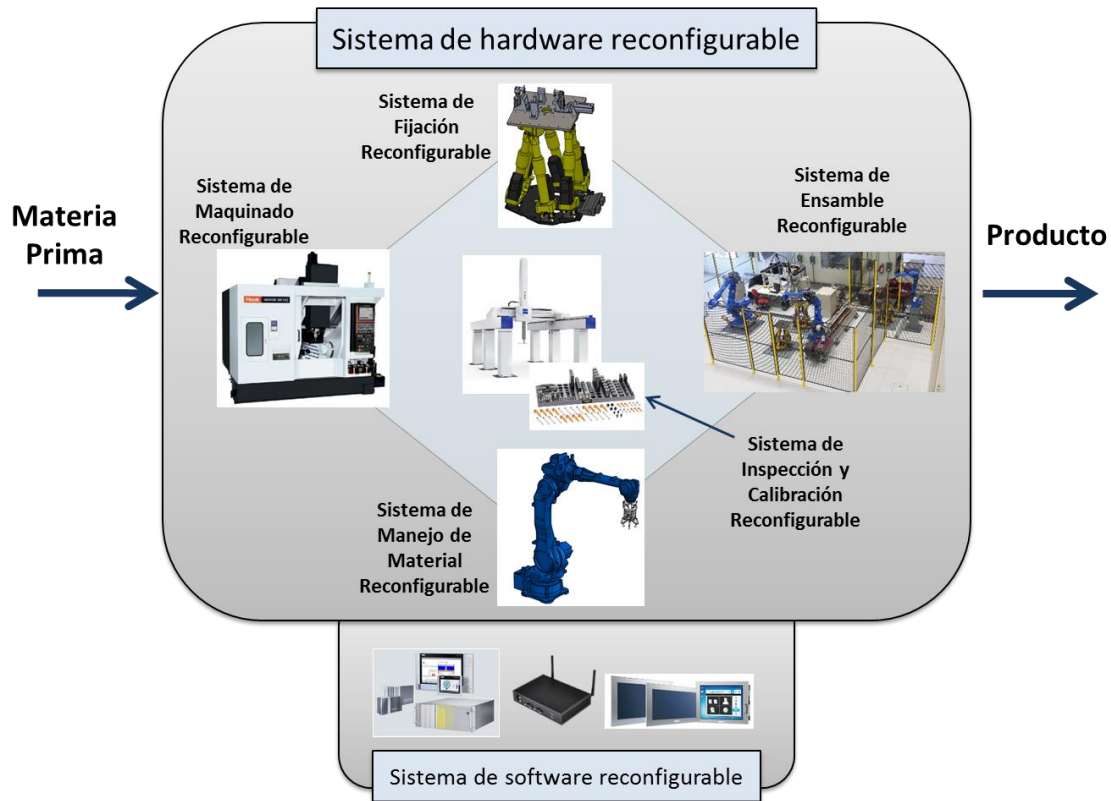 Sistema de hardware reconfigurable
Sistema de
Fijación
Reconfigurable
Sistema de
Maquinado
Reconfigurable
Sistema de
Ensamble
Reconfigurable
Materia
Prima
Producto
Sistema de
Inspección y
Calibración
Reconfigurable
Sistema de
Manejo de
Material
Reconfigurable
Sistema de software reconfigurable